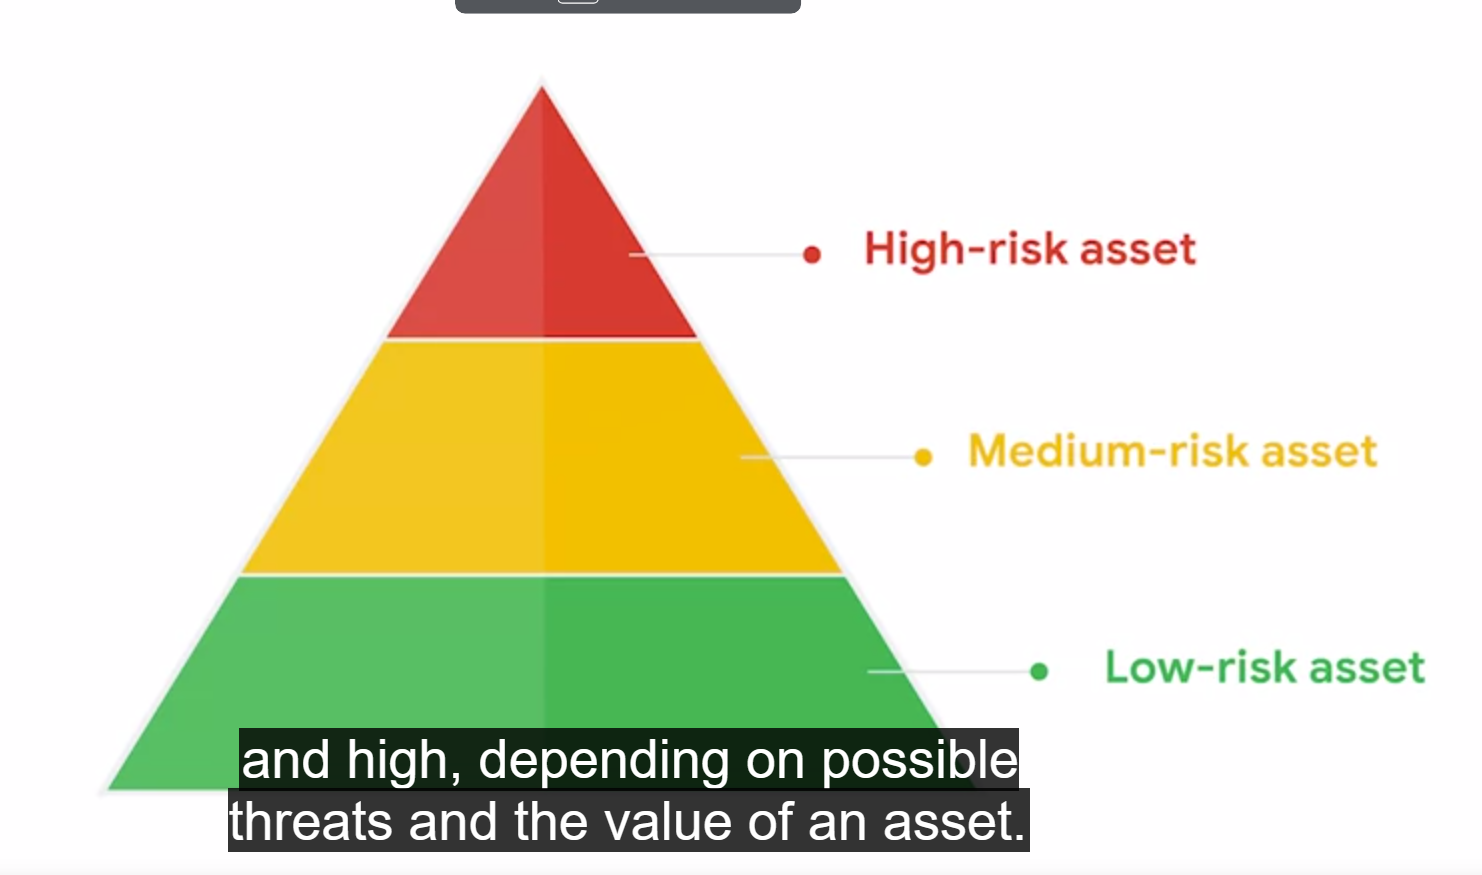 High-risk asset
Medium-risk asset
Low-risk asset
and high, depending on possible
threats and the value of an asset.